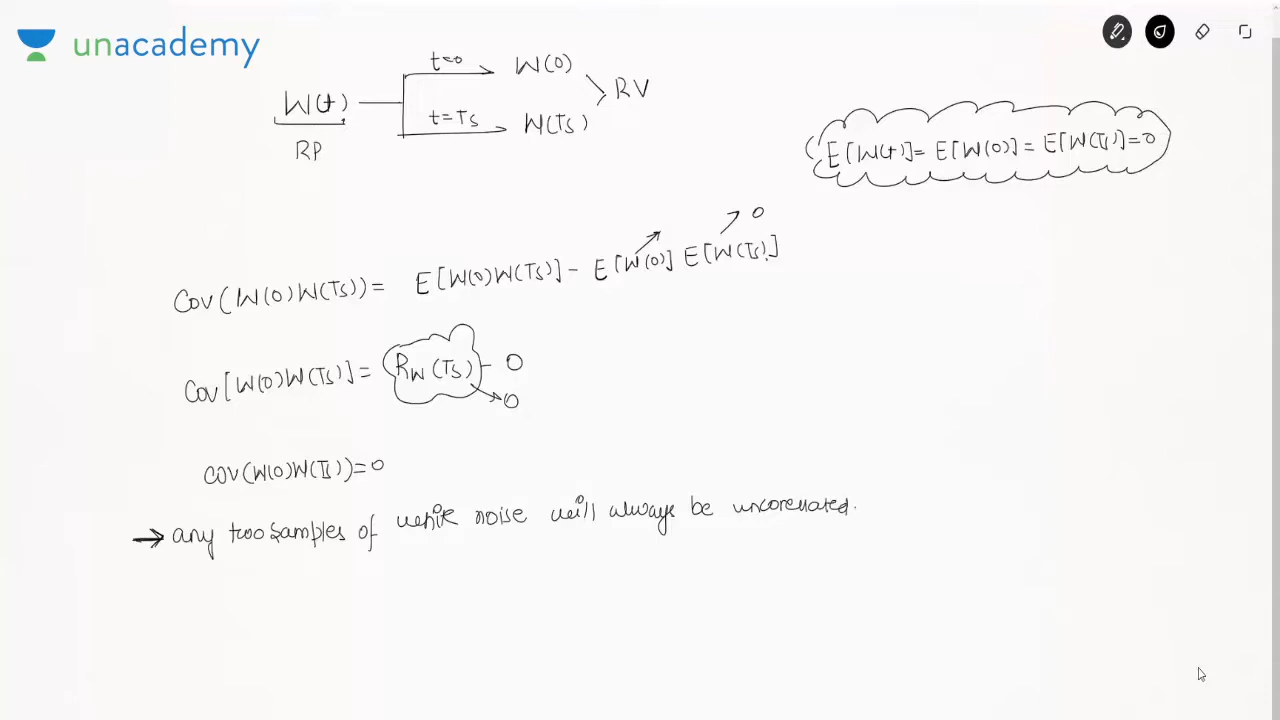 unacademy
t=0
W(0)
W(t)
RV
t=Ts
W(Ts)
RP
E[W(t)]= E[W(0)] = E[W(Ts)]=0
0
Cov(W(0)W(Ts))= E[W(0)W(Ts)] - E[W(0)] E[W(Ts)]
Cov[W(0)W(Ts)]= RW(Ts) - 0
0
Cov(W(0)W(Ts))=0
→ any two samples of white noise will always be uncorellated.